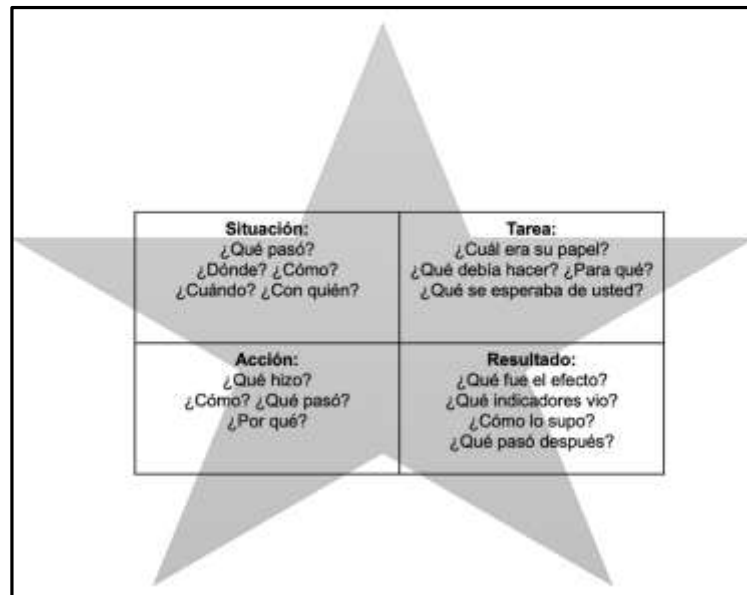 Situación:
¿Qué pasó?
¿Dónde? ¿Cómo?
¿Cuándo? ¿Con quién?
Tarea:
¿Cuál era su papel?
¿Qué debía hacer? ¿Para qué?
¿Qué se esperaba de usted?
Acción:
¿Qué hizo?
¿Cómo? ¿Qué pasó?
¿Por qué?
Resultado:
¿Qué fue el efecto?
¿Qué indicadores vio?
¿Cómo lo supo?
¿Qué pasó después?